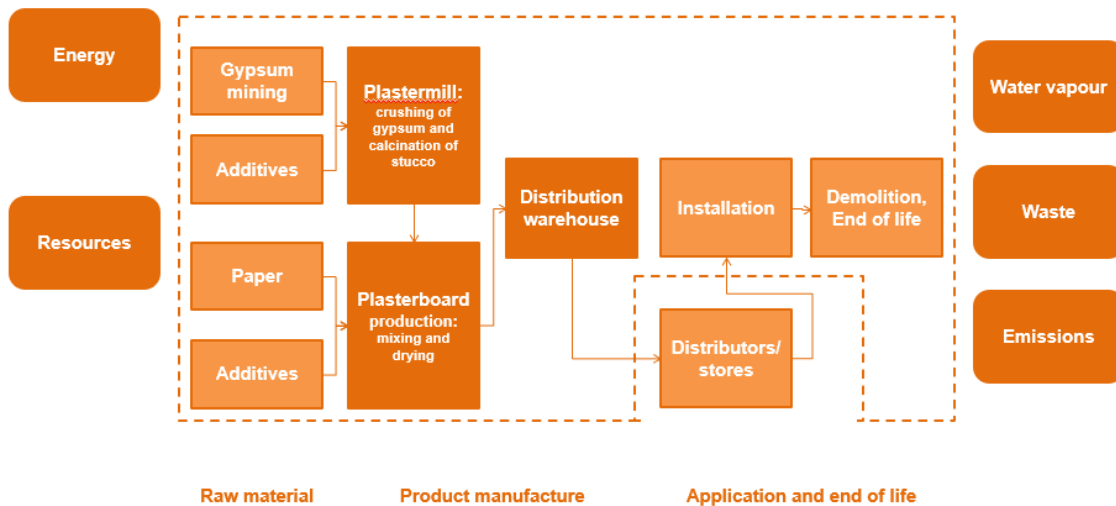 Energy
Resources
Gypsum
mining
Additives
Paper
Additives
Plastermill:
crushing of
gypsum and
calcination of
stucco
Plasterboard
production:
mixing and
drying
Distribution
warehouse
Installation
Demolition,
End of life
Distributors/
stores
Water vapour
Waste
Emissions
Raw material
Product manufacture
Application and end of life